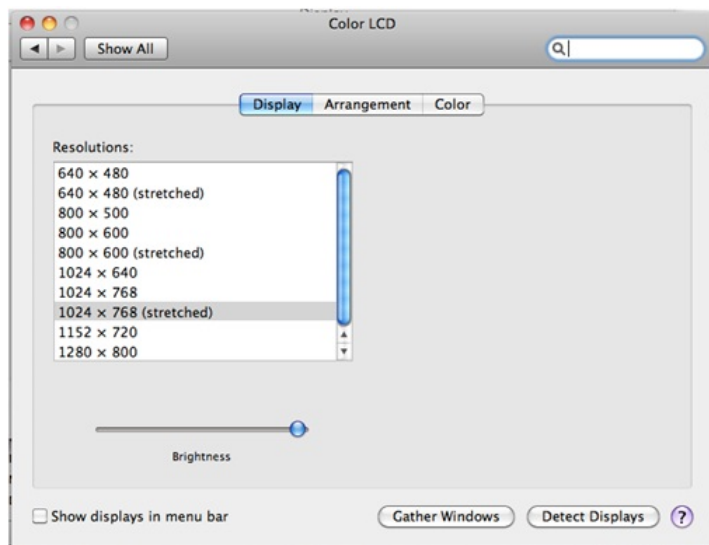 Color LCD
Show All
Display Arrangement Color
Resolutions:
640 × 480
640 × 480 (stretched)
800 × 500
800 × 600
800 × 600 (stretched)
1024 × 640
1024 × 768
1024 × 768 (stretched)
1152 × 720
1280 × 800
Brightness
Show displays in menu bar
Gather Windows Detect Displays ?